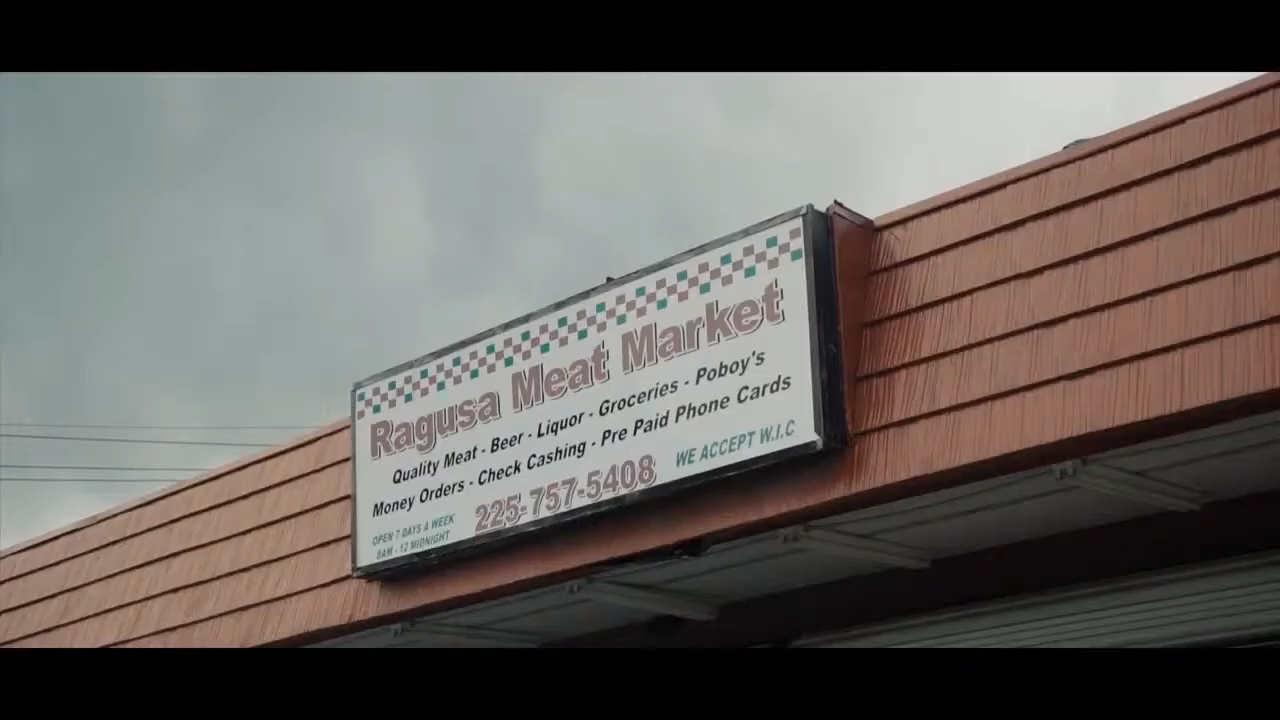 Ragusa Meat Market
Quality Meat - Beer - Liquor - Groceries - Poboy's
Money Orders - Check Cashing - Pre Paid Phone Cards
OPEN 7 DAYS A WEEK
8AM - 12 MIDNIGHT
225-757-5408
WE ACCEPT W.I.C